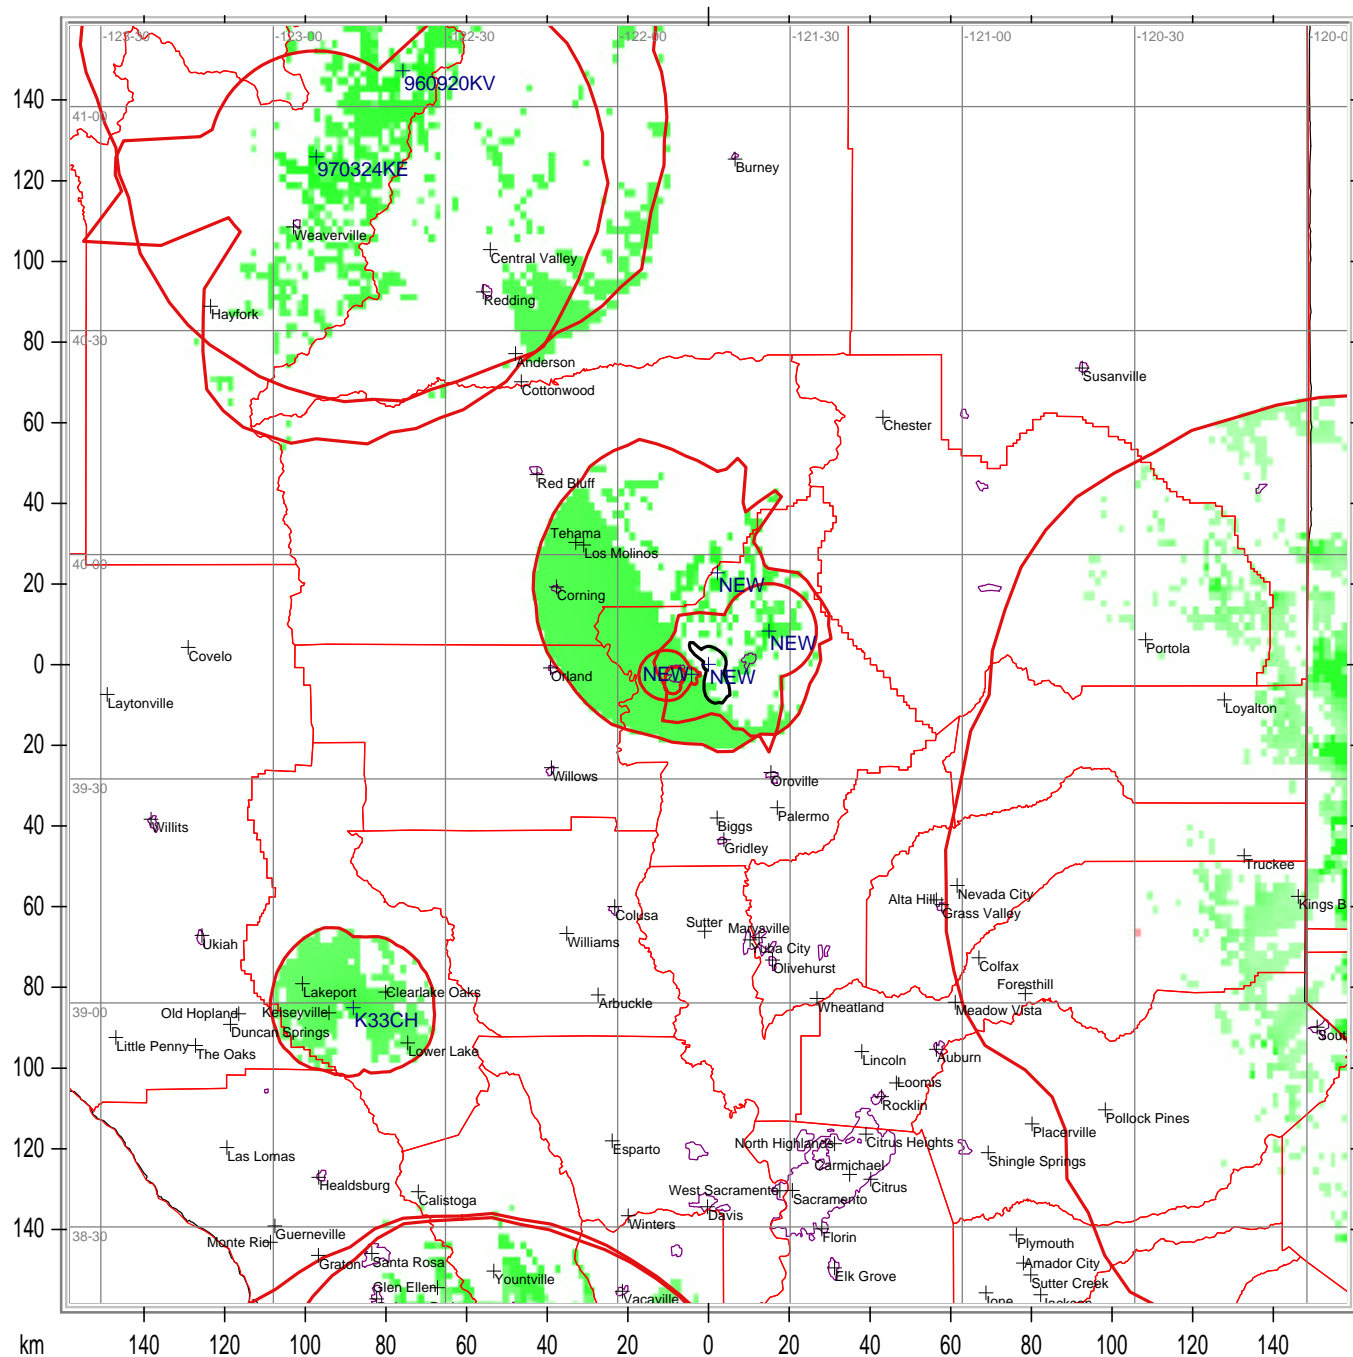 -123-30 -123-00 -122-30 -122-00 -121-30 -121-00 -120-30
960920KV
140
41-00
970324KE
Burney
120
Weaverville
Central Valley
100
Redding
Hayfork
80
40-30
Anderson
Susanville
Cottonwood
60
Chester
Red Bluff
40
Tehama
Los Molinos
40-00
20
NEW
Corning
NEW
Portola
Covelo
0
Orland
NEW
NEW
Laytonville
Loyalton
20
Willows
Oroville
39-30
Palermo
40
Willits
Biggs
Gridley
Truckee
Nevada City
Alta Hill
Kings B
60
Colusa
Grass Valley
Sutter
Marysville
Ukiah
Williams
Yuba City
Olivehurst
Colfax
80
Lakeport
Clearlake Oaks
Foresthill
Arbuckle
Wheatland
39-00
Old Hopland
Kelseyville
K33CH
Meadow Vista
Duncan Springs
Sout
Little Penny
The Oaks
Lower Lake
Lincoln
Auburn
100
Loomis
Rocklin
Pollock Pines
Placerville
120
Las Lomas
Esparto
North Highlands
Citrus Heights
Shingle Springs
Carmichael
Healdsburg
Calistoga
West Sacramento
Sacramento
Citrus
Davis
140
38-30
Guerneville
Winters
Florin
Plymouth
Monte Rio
Graton
Santa Rosa
Amador City
Yountville
Elk Grove
Sutter Creek
Glen Ellen
Vacaville
Ione
Jackson
km 140 120 100 80 60 40 20 0 20 40 60 80 100 120 140